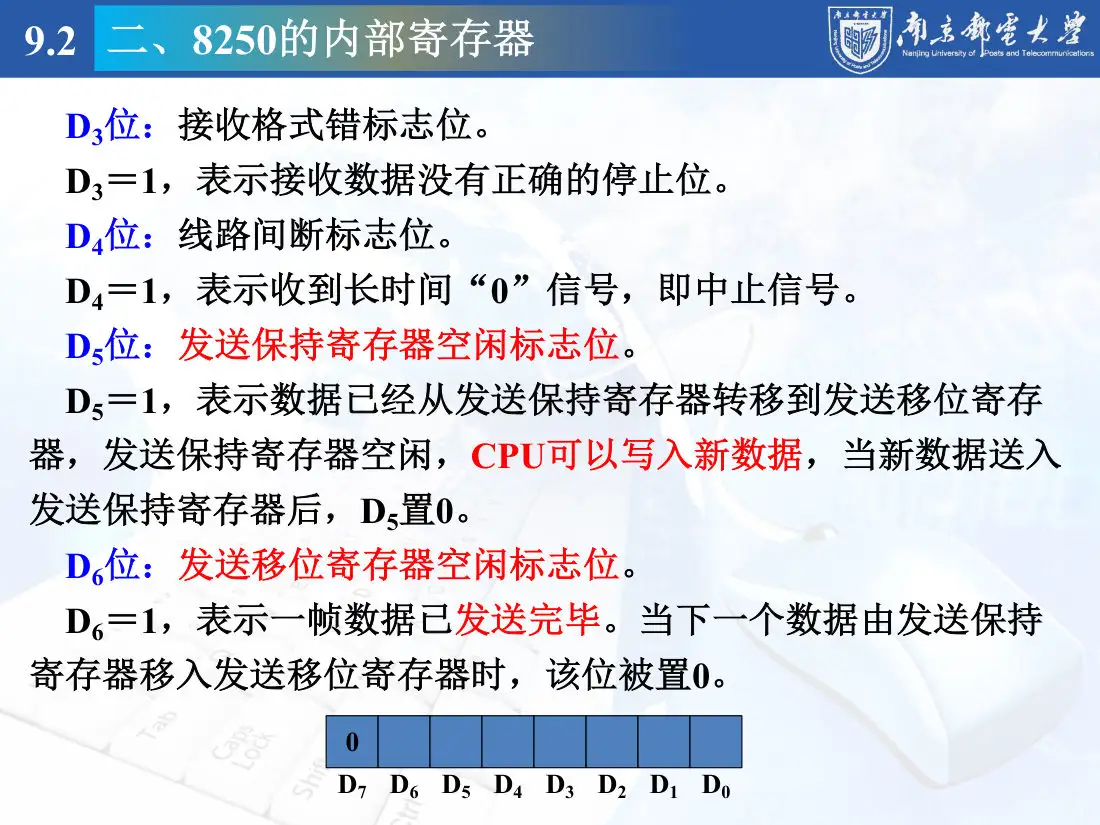 9.2 二、8250的内部寄存器
南京邮电大学
Nanjing University of Posts and Telecommunications
D₃位：接收格式错标志位。
D₃＝1，表示接收数据没有正确的停止位。
D₄位：线路间断标志位。
D₄＝1，表示收到长时间“0”信号，即中止信号。
D₅位：发送保持寄存器空闲标志位。
D₅＝1，表示数据已经从发送保持寄存器转移到发送移位寄存
器，发送保持寄存器空闲，CPU可以写入新数据，当新数据送入
发送保持寄存器后，D₅置0。
D₆位：发送移位寄存器空闲标志位。
D₆＝1，表示一帧数据已发送完毕。当下一个数据由发送保持
寄存器移入发送移位寄存器时，该位被置0。
0
D₇ D₆ D₅ D₄ D₃ D₂ D₁ D₀
Tab
Caps Lock
Shift
Ctrl